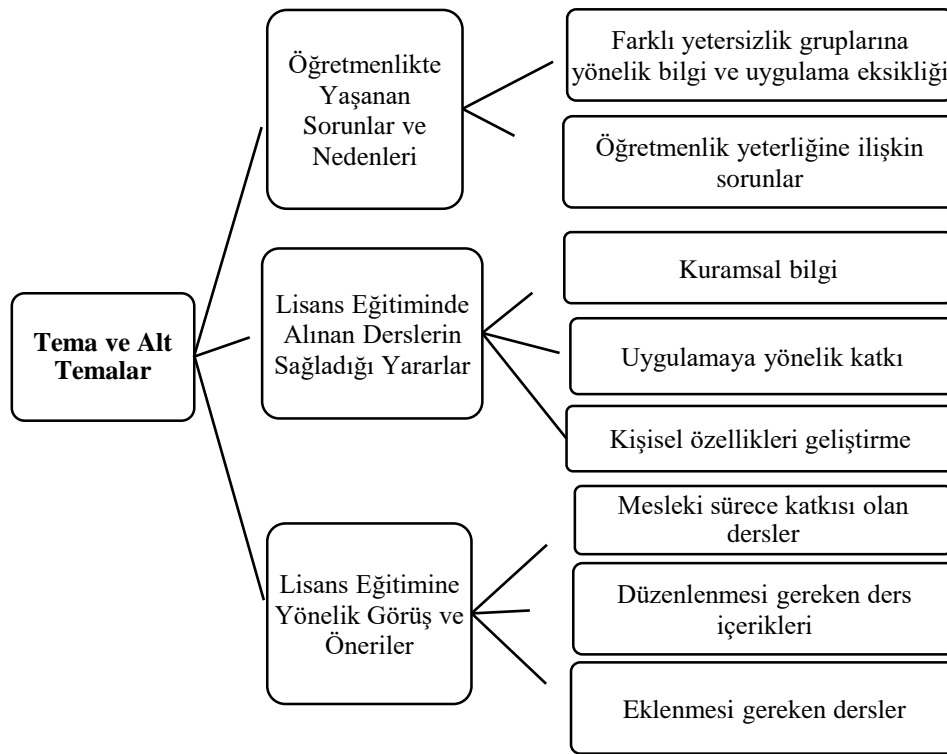 Tema ve Alt
Temalar
Öğretmenlikte
Yaşanan
Sorunlar ve
Nedenleri
Farklı yetersizlik gruplarına
yönelik bilgi ve uygulama eksikliği
Öğretmenlik yeterliğine ilişkin
sorunlar
Lisans Eğitiminde
Alınan Derslerin
Sağladığı Yararlar
Kuramsal bilgi
Uygulamaya yönelik katkı
Kişisel özellikleri geliştirme
Lisans Eğitimine
Yönelik Görüş ve
Öneriler
Mesleki sürece katkısı olan
dersler
Düzenlenmesi gereken ders
içerikleri
Eklenmesi gereken dersler